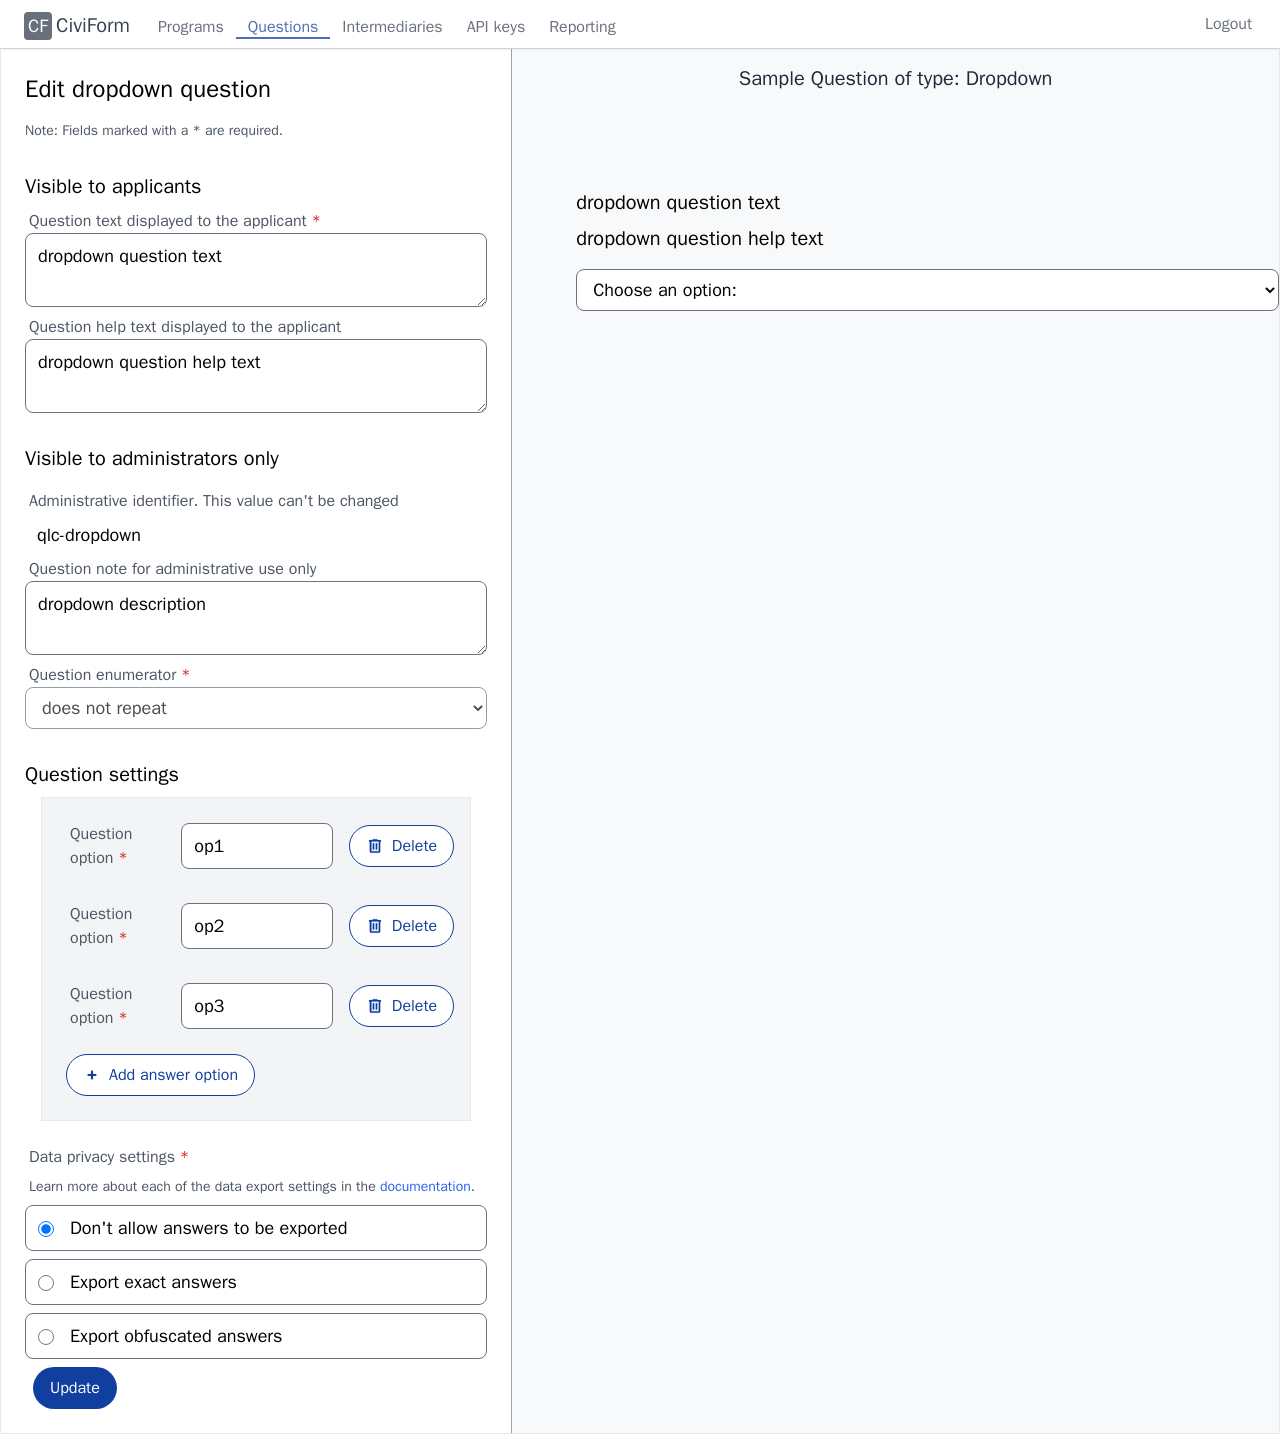 CF CiviForm Programs Questions Intermediaries API keys Reporting Logout
Edit dropdown question
Note: Fields marked with a * are required.
Visible to applicants
Question text displayed to the applicant *
dropdown question text
Question help text displayed to the applicant
dropdown question help text
Visible to administrators only
Administrative identifier. This value can't be changed
qlc-dropdown
Question note for administrative use only
dropdown description
Question enumerator *
does not repeat
Question settings
Question
option *
op1
Delete
Question
option *
op2
Delete
Question
option *
op3
Delete
+ Add answer option
Data privacy settings *
Learn more about each of the data export settings in the documentation.
Don't allow answers to be exported
Export exact answers
Export obfuscated answers
Update
Sample Question of type: Dropdown
dropdown question text
dropdown question help text
Choose an option: